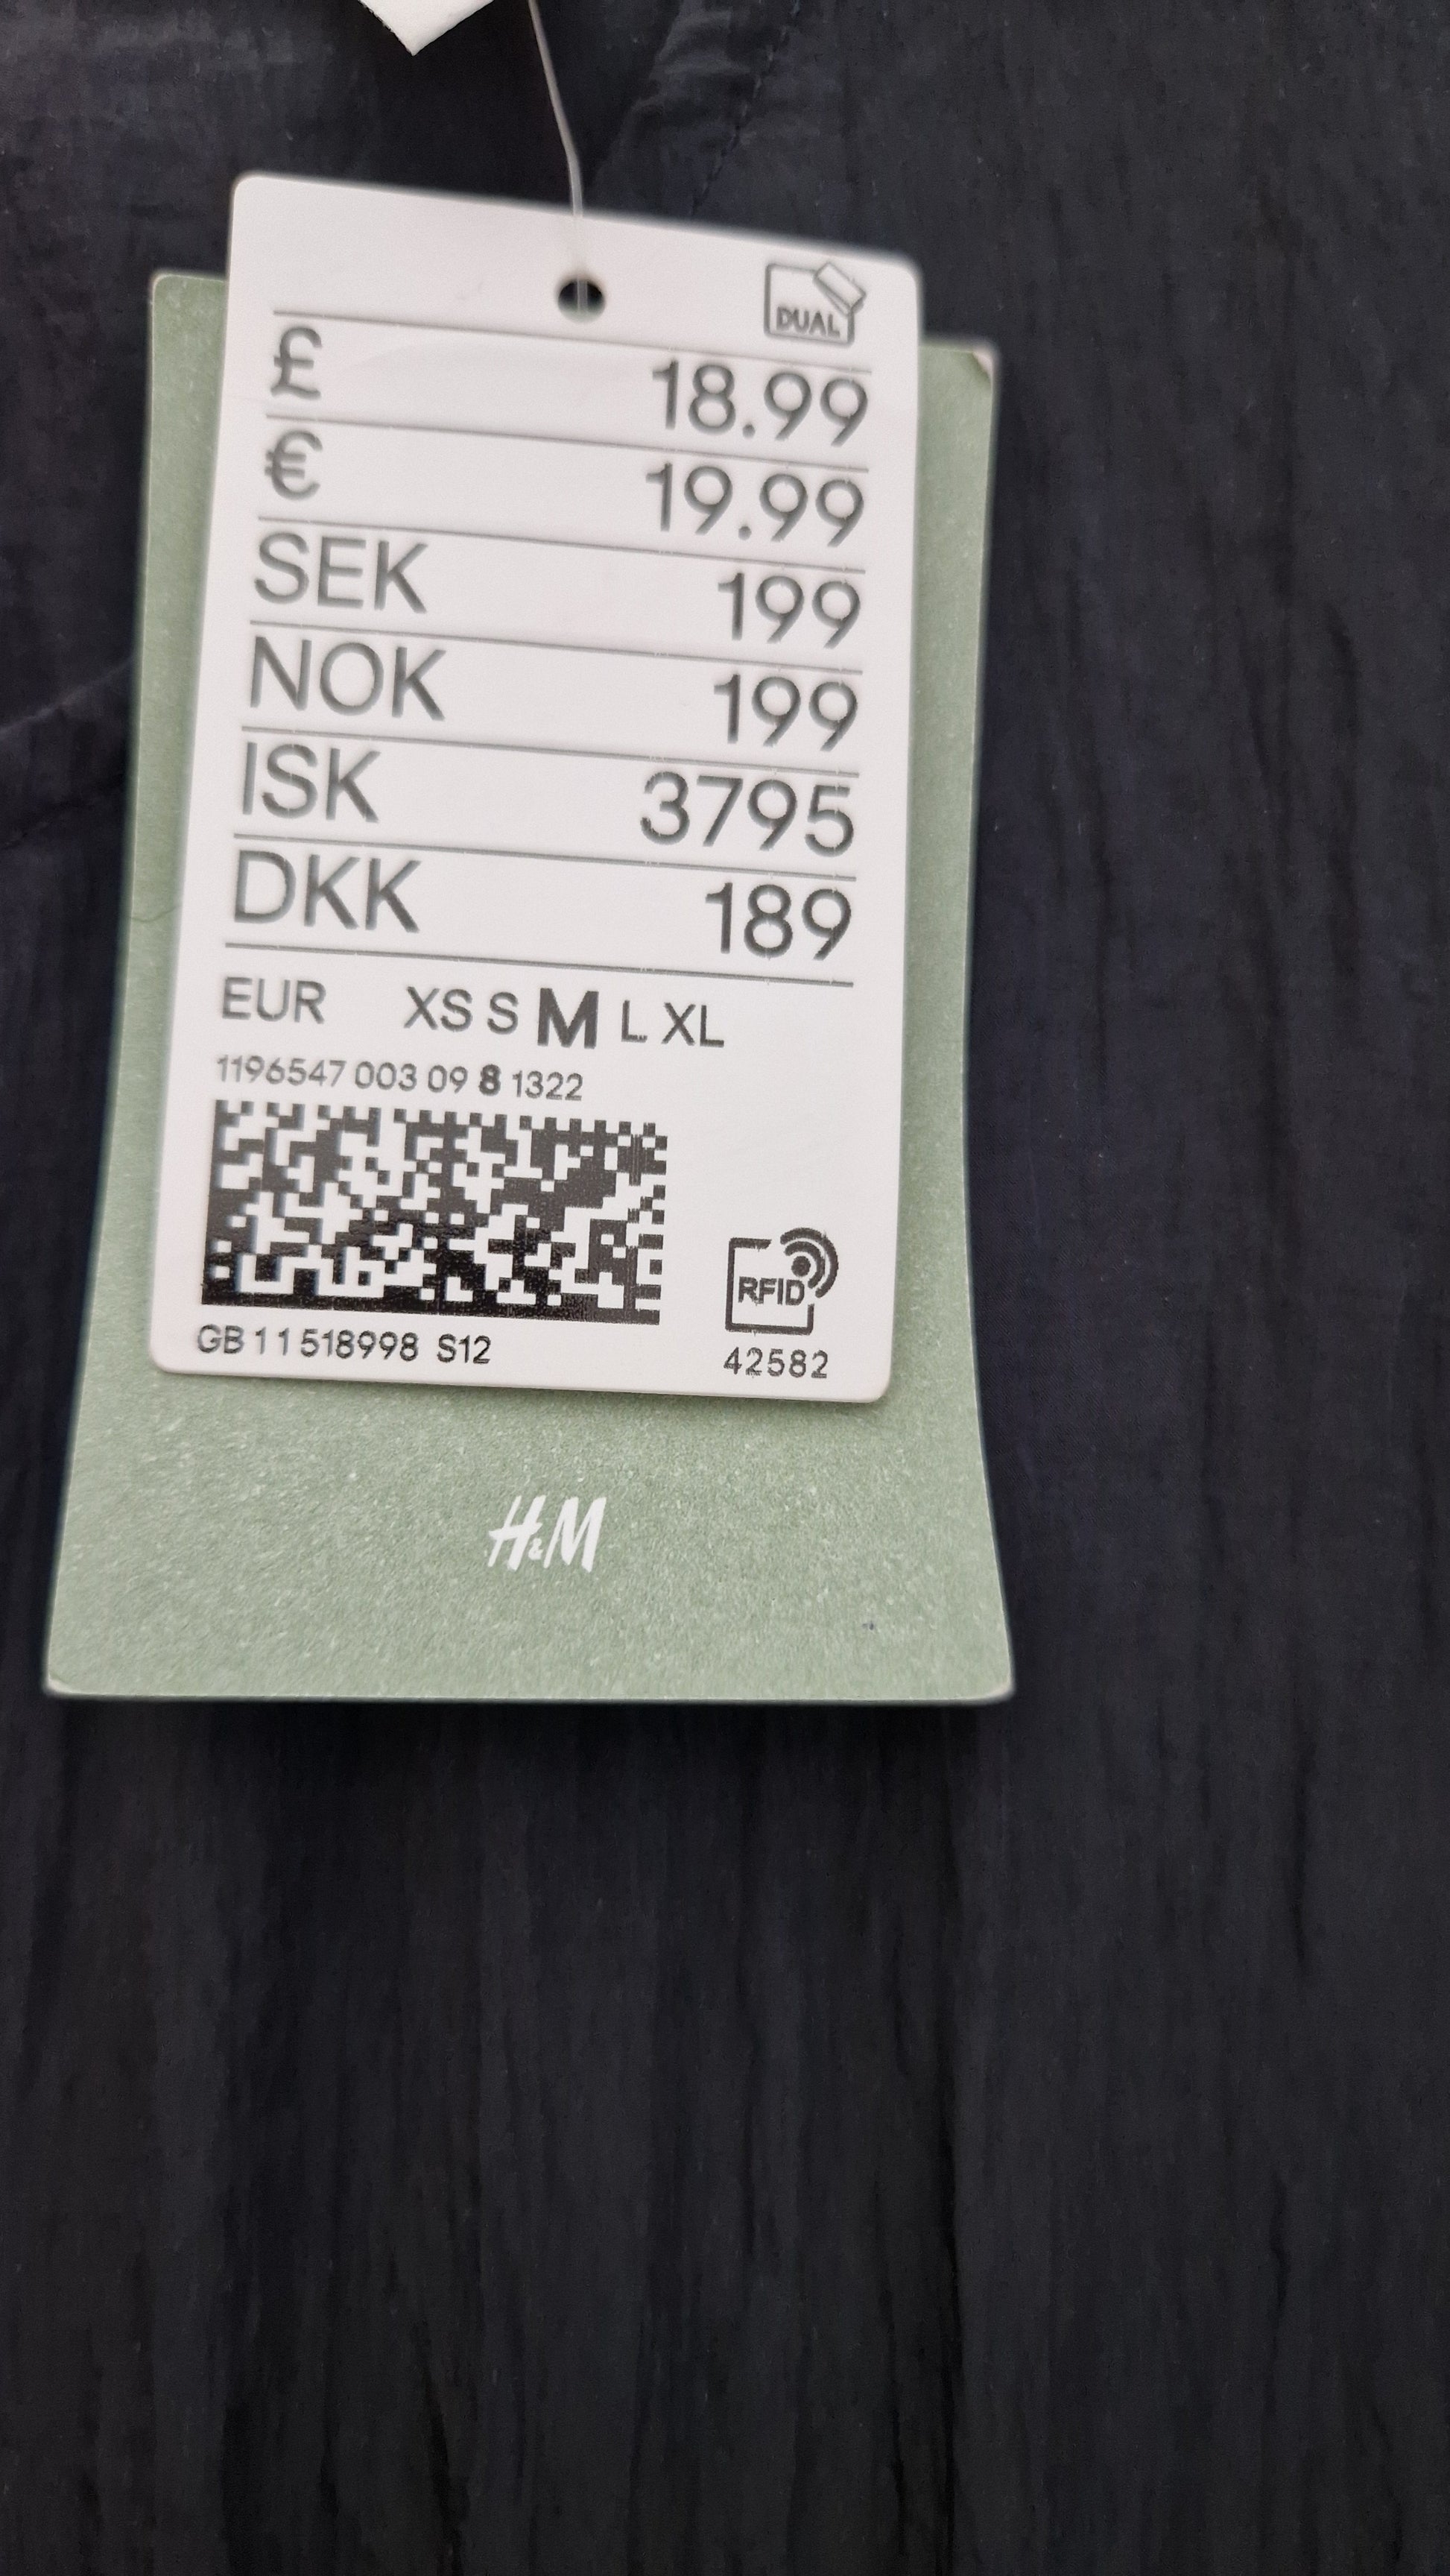 DUAL
£ 18.99
€ 19.99
SEK 199
NOK 199
ISK 3795
DKK 189
EUR XS S M L XL
1196547 003 09 8 1322
RFID
GB 11 518998 S12
42582
H&M